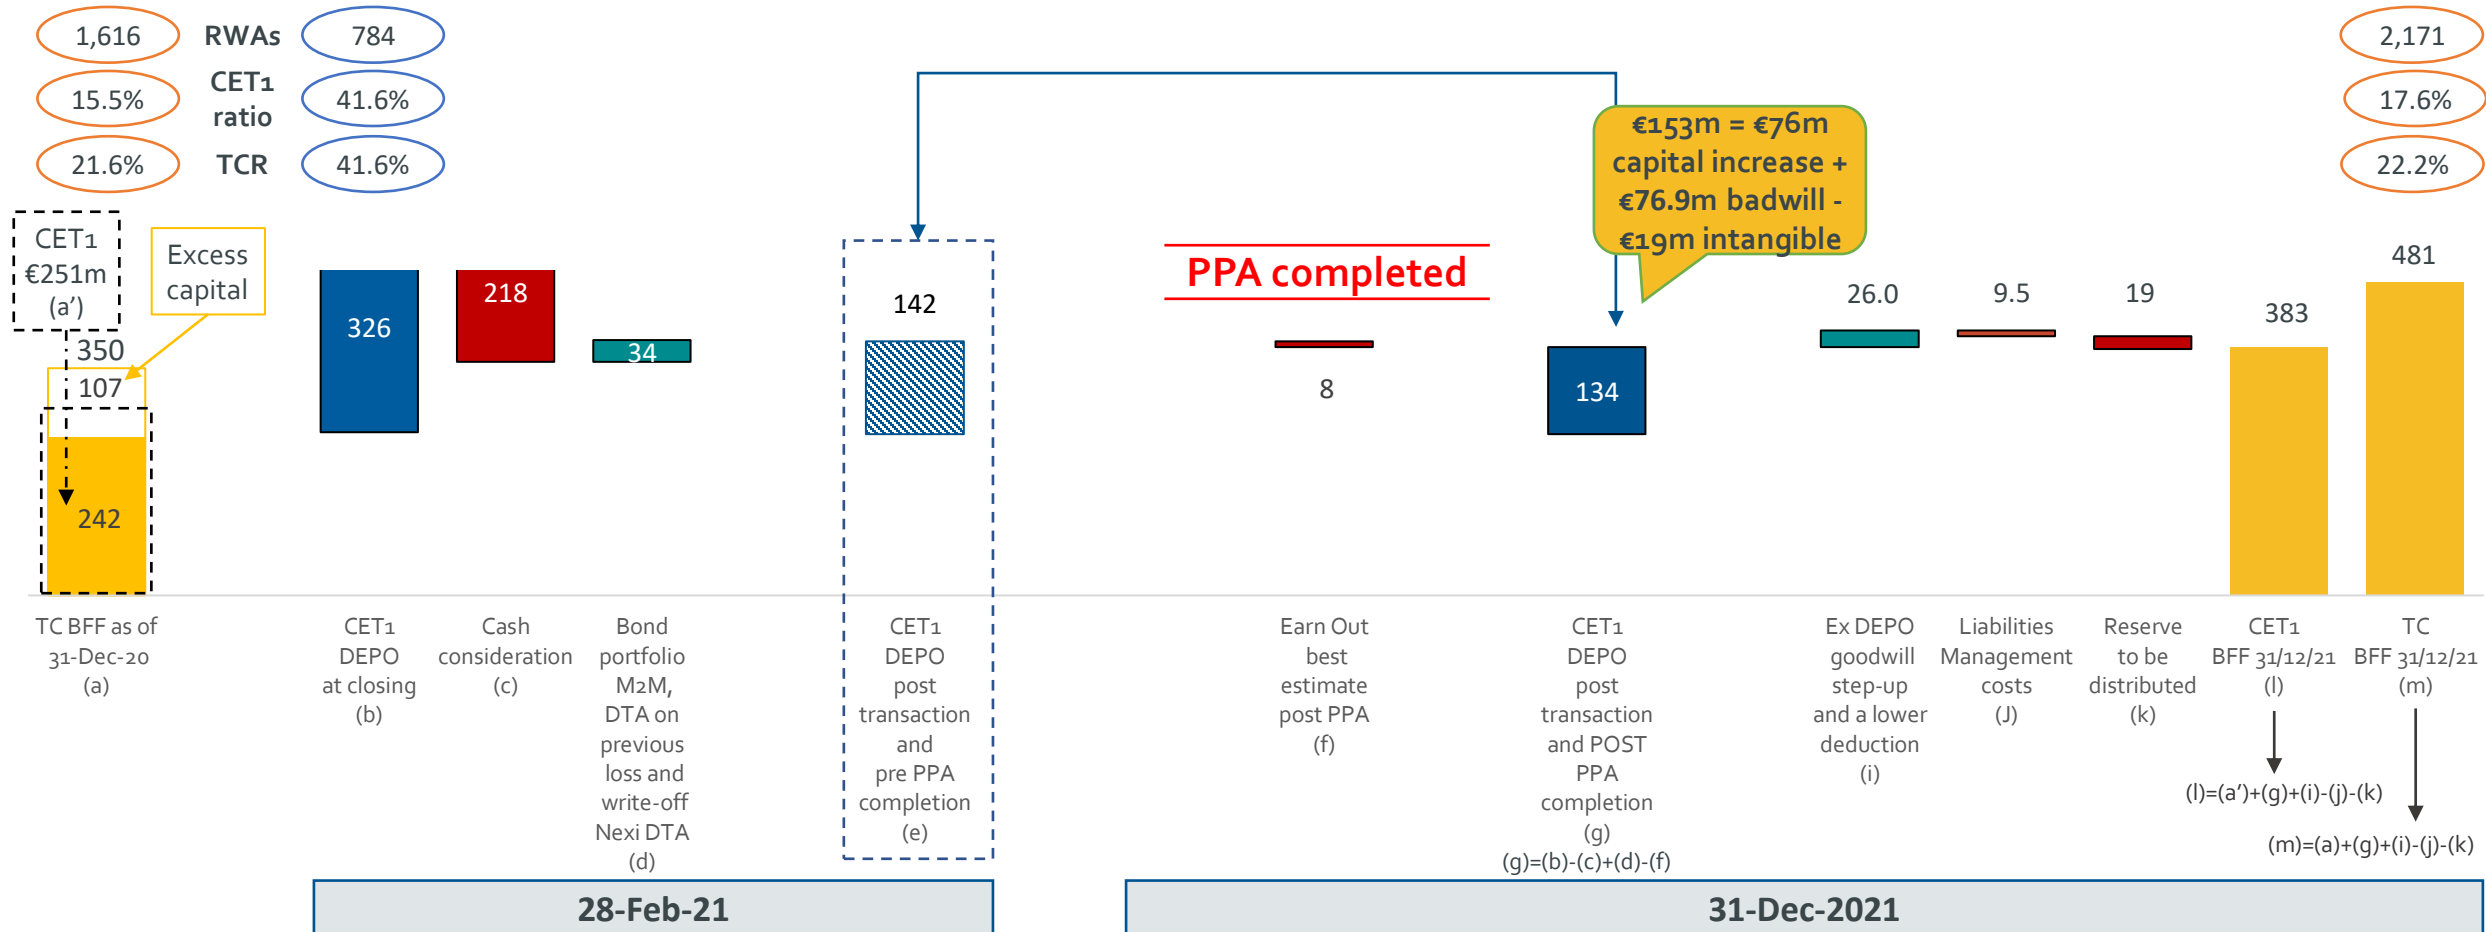 1,616 RWAs 784 2,171
15.5% CET1 ratio 41.6% 17.6%
21.6% TCR 41.6% 22.2%
CET1
€251m
(a')
Excess
capital
350
107
242
326
218
34
142
PPA completed
8
€153m = €76m
capital increase +
€76.9m badwill -
€19m intangible
134
26.0
9.5
19
383
481
TC BFF as of
31-Dec-20
(a)
CET1
DEPO
at closing
(b)
Cash
consideration
(c)
Bond
portfolio
M2M,
DTA on
previous
loss and
write-off
Nexi DTA
(d)
CET1
DEPO
post
transaction
and
pre PPA
completion
(e)
Earn Out
best
estimate
post PPA
(f)
CET1
DEPO
post
transaction
and POST
PPA
completion
(g)
(g)=(b)-(c)+(d)-(f)
Ex DEPO
goodwill
step-up
and a lower
deduction
(i)
Liabilities
Management
costs
(J)
Reserve
to be
distributed
(k)
CET1
BFF 31/12/21
(l)
(l)=(a')+(g)+(i)-(j)-(k)
TC
BFF 31/12/21
(m)
(m)=(a)+(g)+(i)-(j)-(k)
28-Feb-21
31-Dec-2021